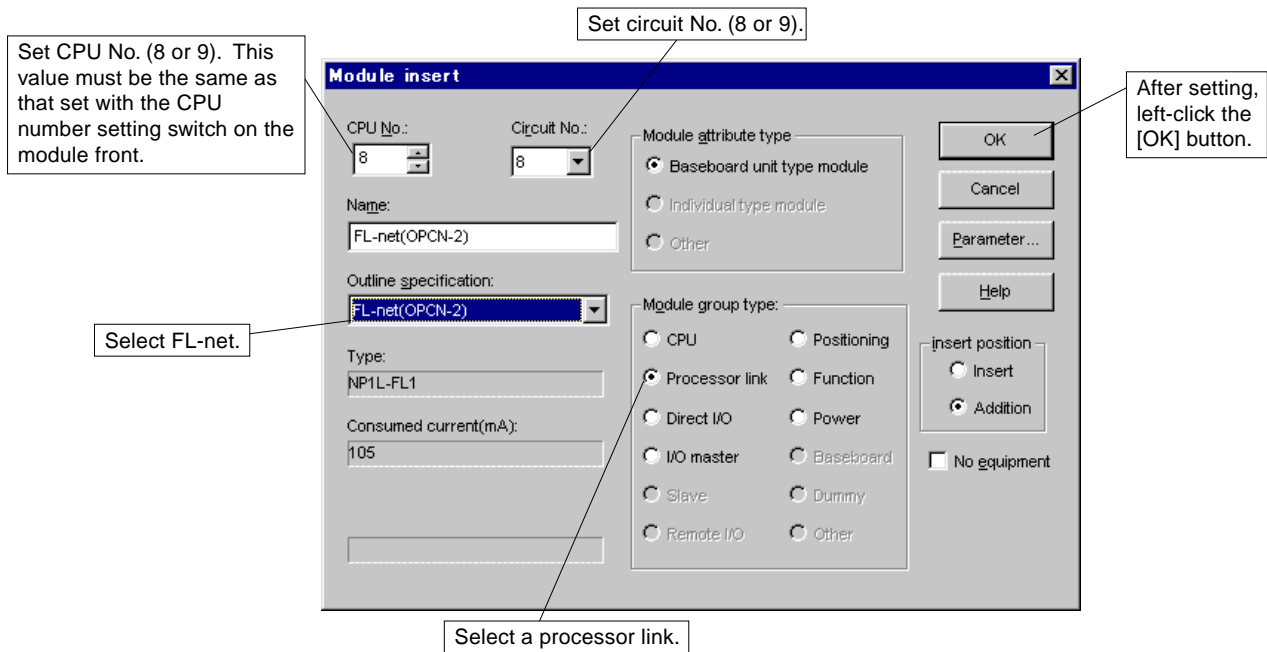 Set circuit No. (8 or 9).
Set CPU No. (8 or 9).  This
value must be the same as
that set with the CPU
number setting switch on the
module front.
After setting,
left-click the
[OK] button.
Select FL-net.
Select a processor link.
Module insert
CPU No.:
8
Circuit No.:
8
Name:
FL-net(OPCN-2)
Outline specification:
FL-net(OPCN-2)
Type:
NP1L-FL1
Consumed current(mA):
105
Module attribute type
Baseboard unit type module
Individual type module
Other
Module group type:
CPU
Processor link
Direct I/O
I/O master
Slave
Remote I/O
Positioning
Function
Power
Baseboard
Dummy
Other
OK
Cancel
Parameter...
Help
insert position
Insert
Addition
No equipment